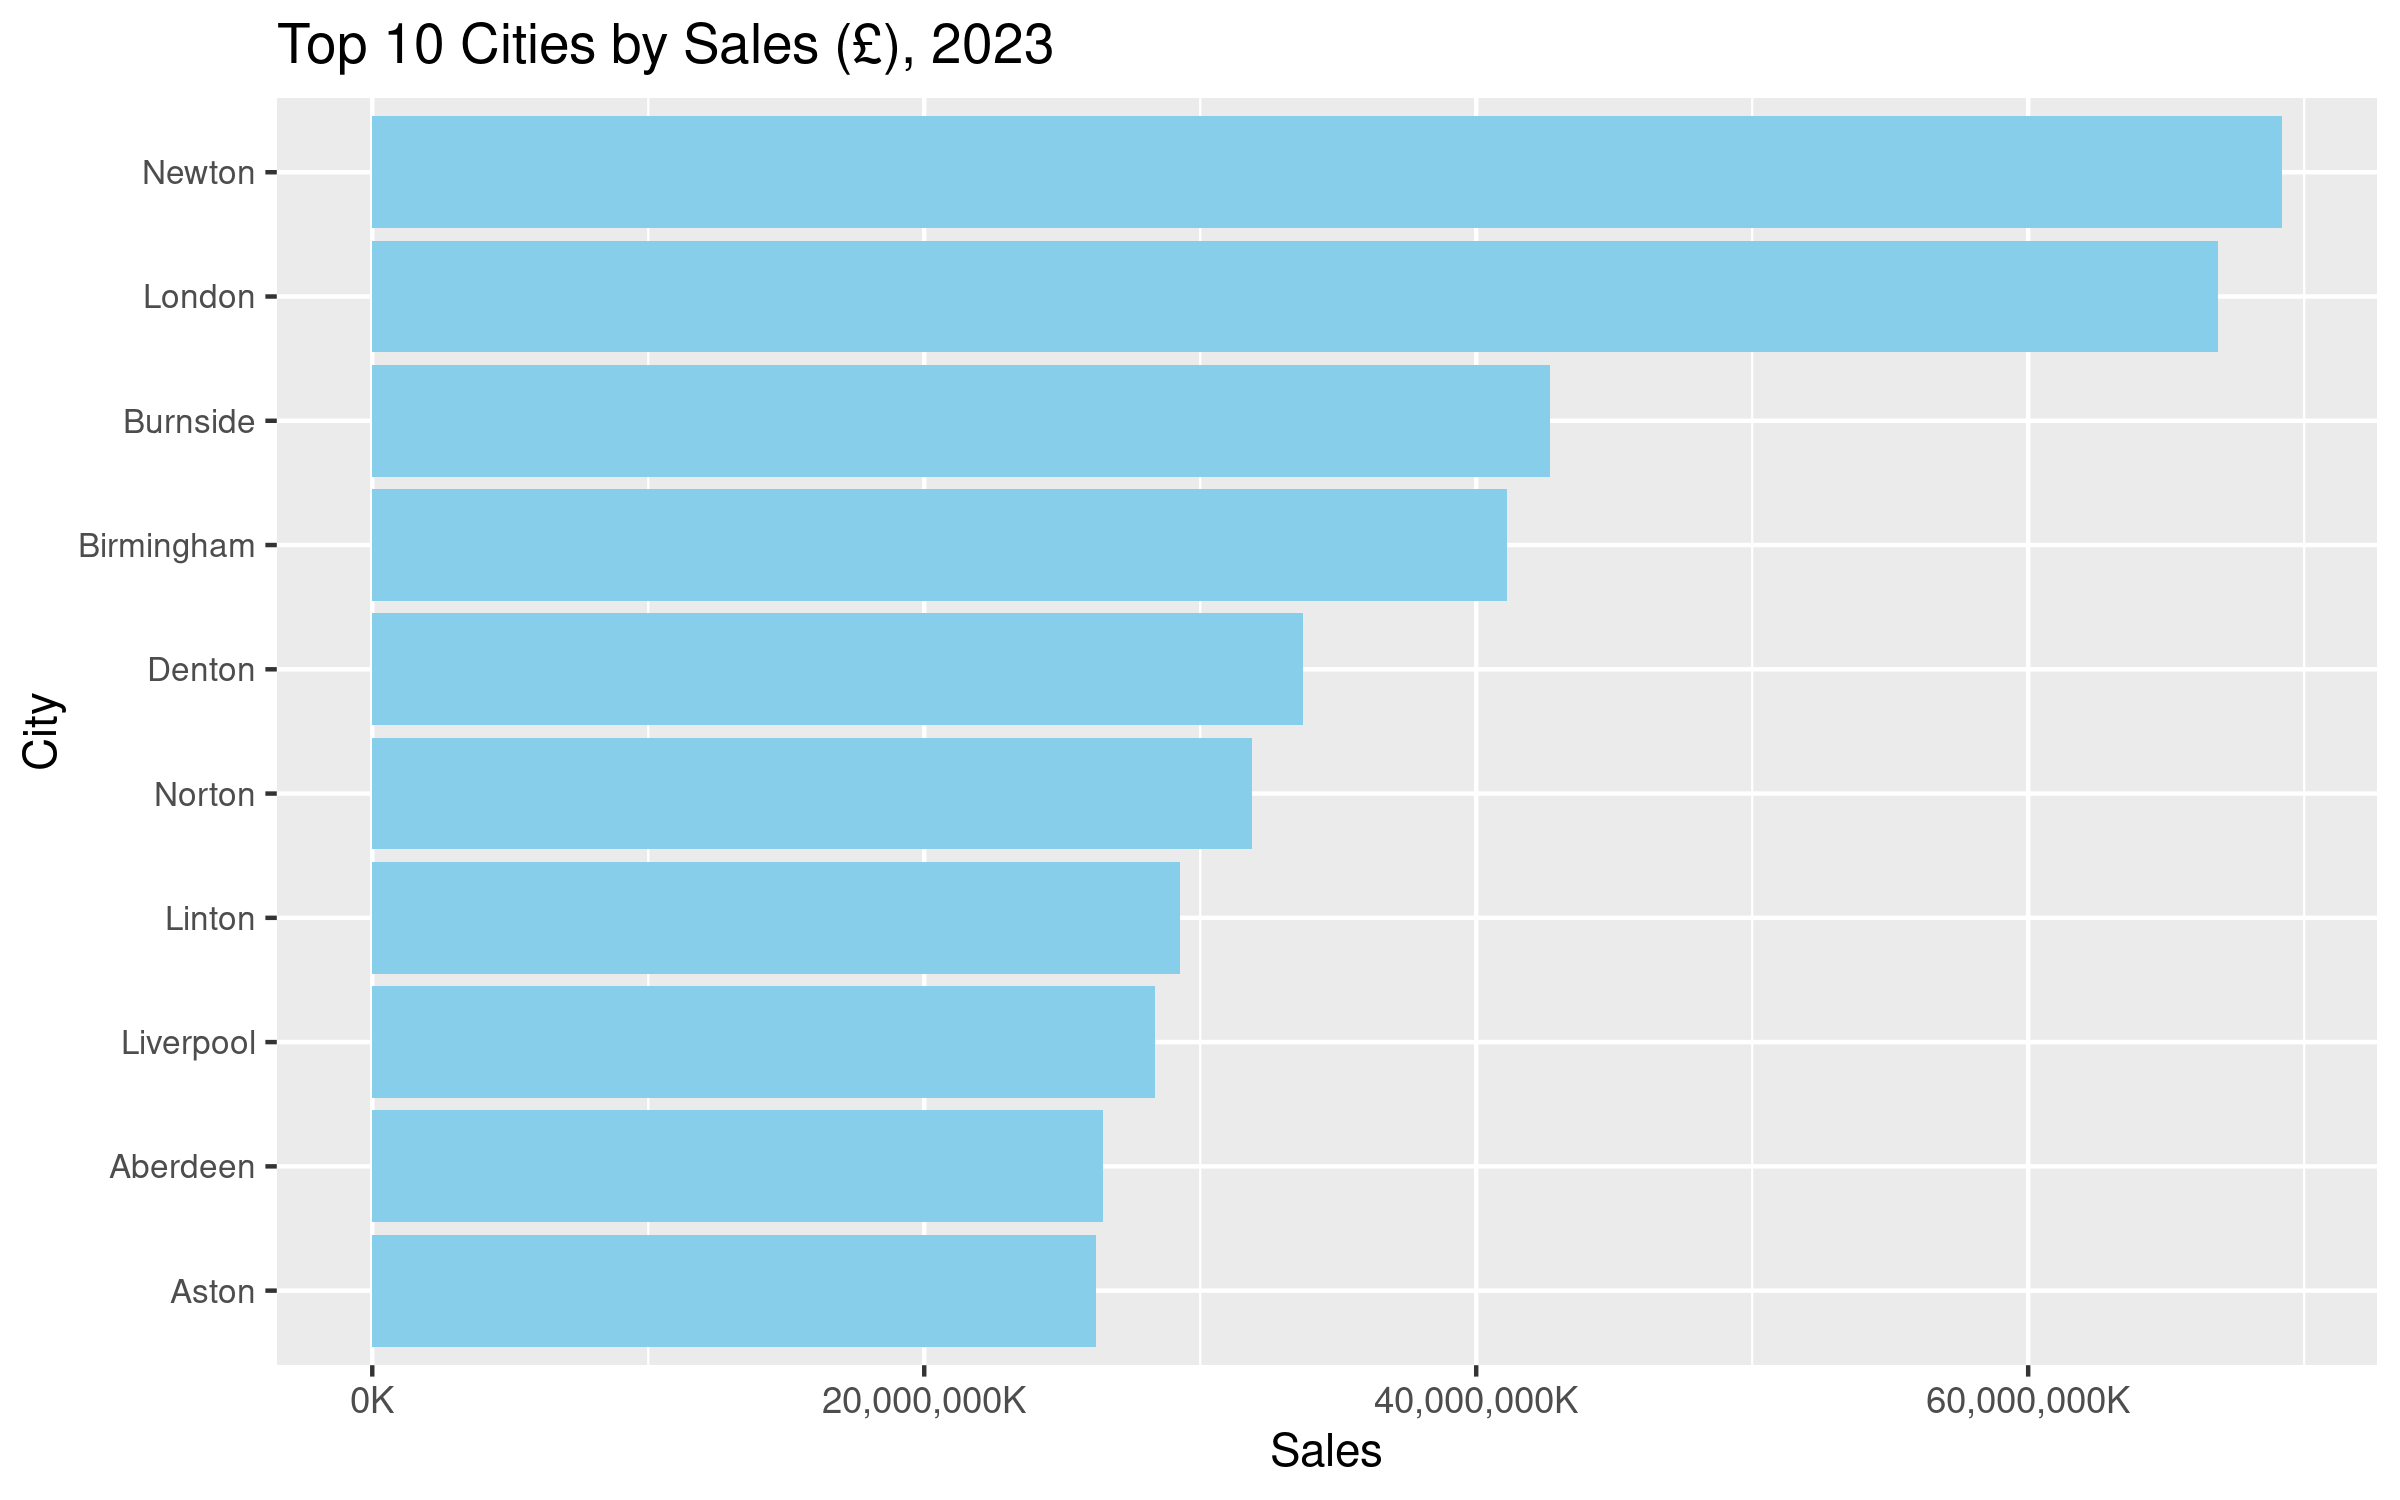 Top 10 Cities by Sales (£), 2023
Newton
London
Burnside
Birmingham
Denton
Norton
Linton
Liverpool
Aberdeen
Aston
City
0K 20,000,000K 40,000,000K 60,000,000K
Sales